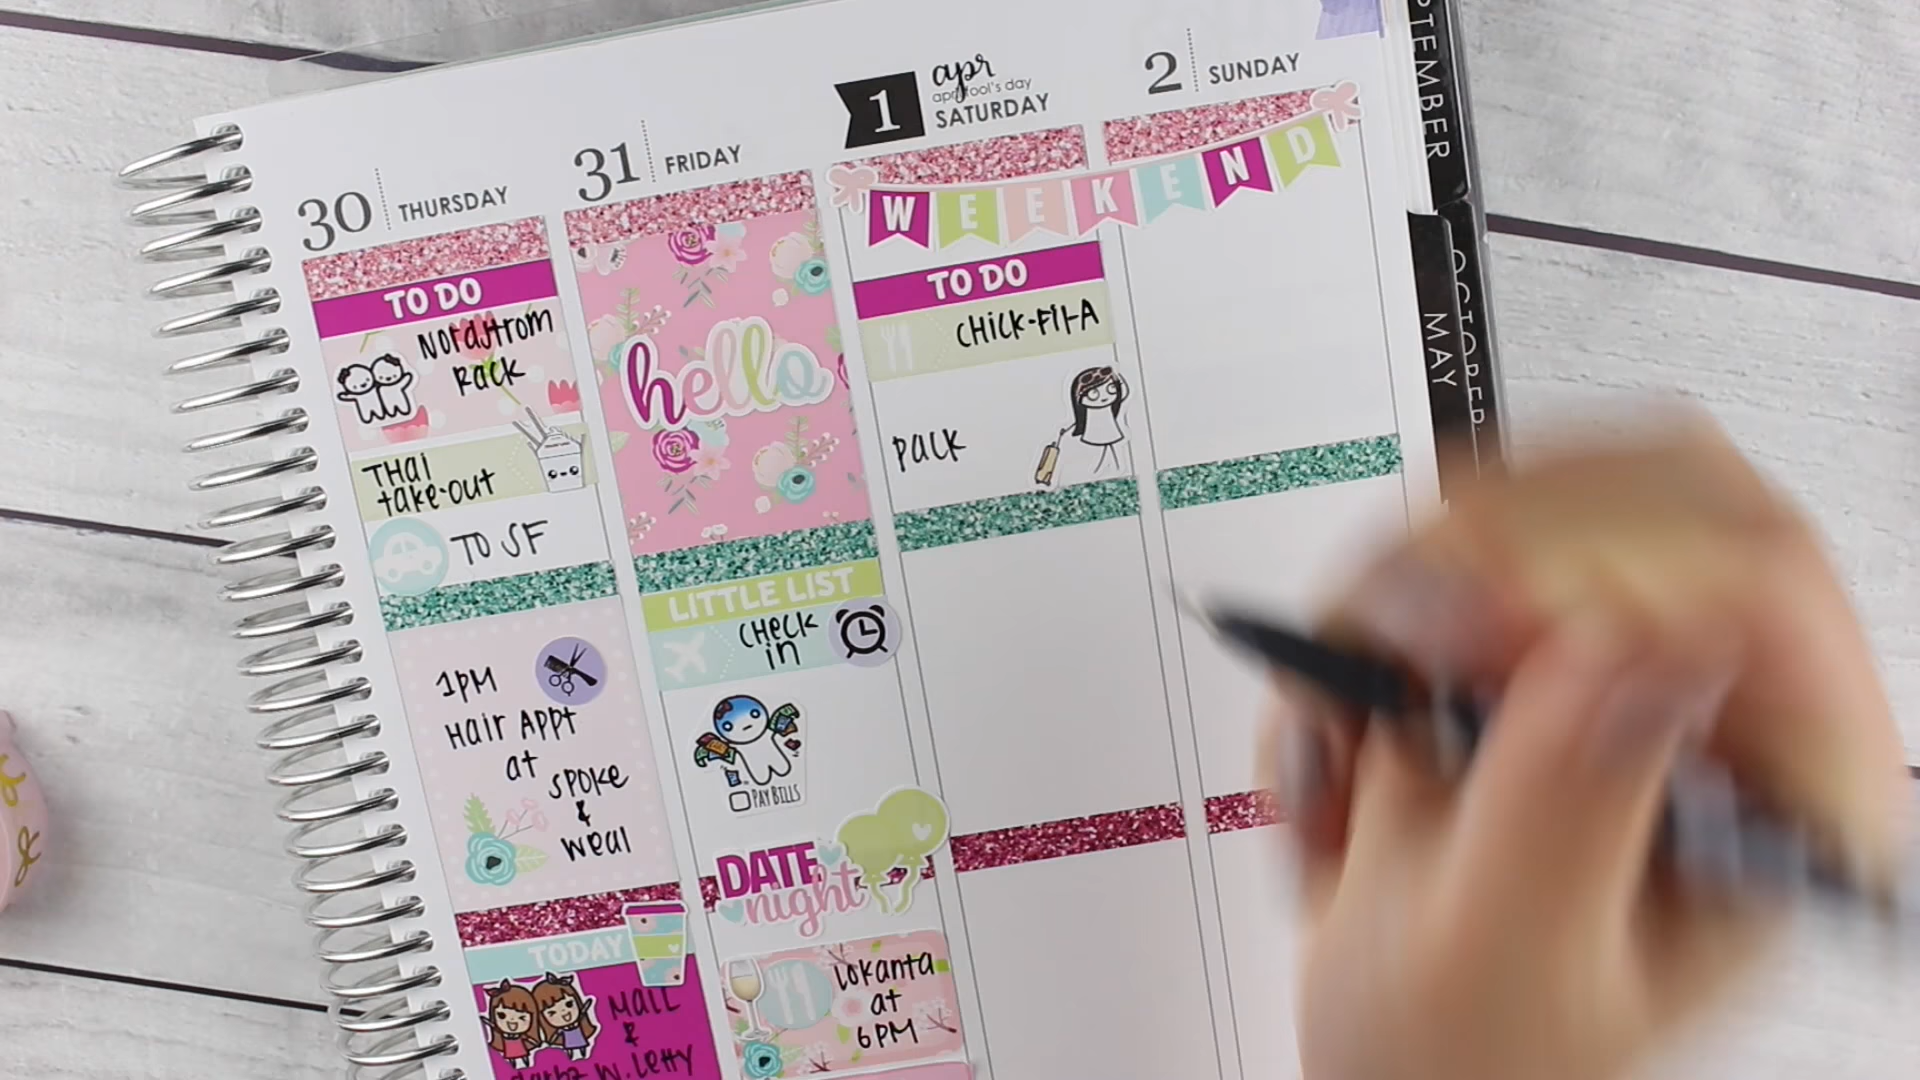 30 THURSDAY
TO DO
NordStrom
Rack
THai
take-out
TO SF
1PM
Hair Appt
at
Spoke
&
Weal
TODAY
Mall
&
w. Letty
31 FRIDAY
hello
LITTLE LIST
CHeck
in
PAY BILLS
DATE
night
Lokanta
at
6PM
1 apr
april fool's day
SATURDAY
WEEKEND
TO DO
CHick-Fil-A
Pack
2 SUNDAY
SEPTEMBER
OCTOBER
MAY